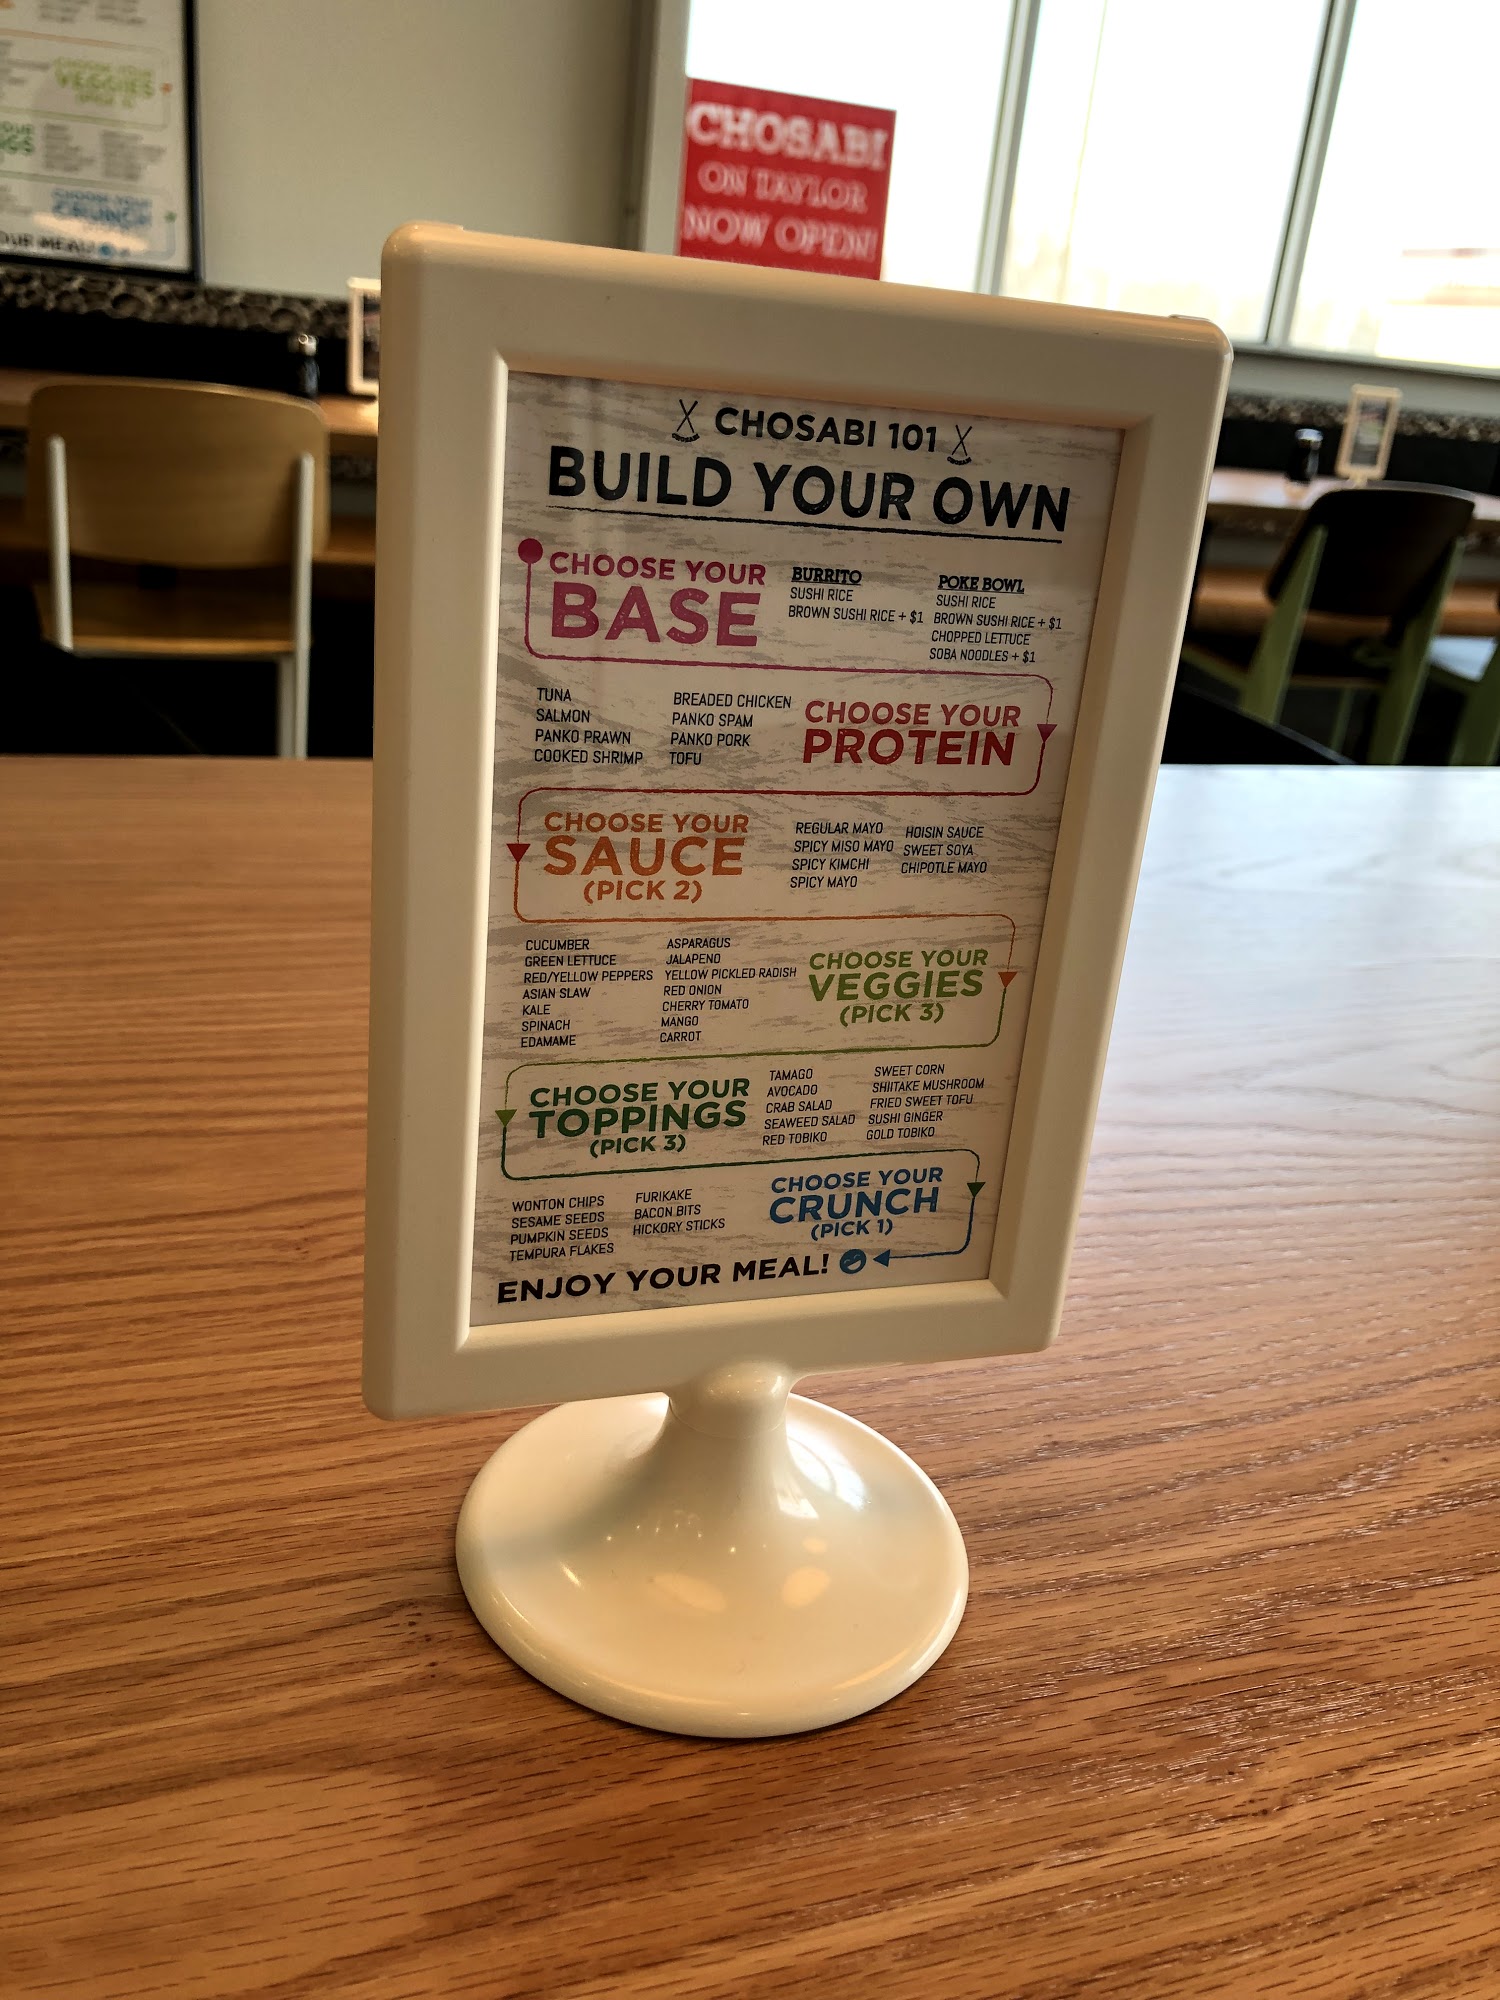 CHOSABI
ON TAYLOR
NOW OPEN!
VEGGIES
CHOOSE YOUR
CRUNCH
CHOSABI 101
BUILD YOUR OWN
CHOOSE YOUR
BASE
BURRITO
SUSHI RICE
BROWN SUSHI RICE + $1
POKE BOWL
SUSHI RICE
BROWN SUSHI RICE + $1
CHOPPED LETTUCE
SOBA NOODLES + $1
TUNA
SALMON
PANKO PRAWN
COOKED SHRIMP
BREADED CHICKEN
PANKO SPAM
PANKO PORK
TOFU
CHOOSE YOUR
PROTEIN
CHOOSE YOUR
SAUCE
(PICK 2)
REGULAR MAYO
SPICY MISO MAYO
SPICY KIMCHI
SPICY MAYO
HOISIN SAUCE
SWEET SOYA
CHIPOTLE MAYO
CUCUMBER
GREEN LETTUCE
RED/YELLOW PEPPERS
ASIAN SLAW
KALE
SPINACH
EDAMAME
ASPARAGUS
JALAPENO
YELLOW PICKLED RADISH
RED ONION
CHERRY TOMATO
MANGO
CARROT
CHOOSE YOUR
VEGGIES
(PICK 3)
CHOOSE YOUR
TOPPINGS
(PICK 3)
TAMAGO
AVOCADO
CRAB SALAD
SEAWEED SALAD
RED TOBIKO
SWEET CORN
SHIITAKE MUSHROOM
FRIED SWEET TOFU
SUSHI GINGER
GOLD TOBIKO
WONTON CHIPS
SESAME SEEDS
PUMPKIN SEEDS
TEMPURA FLAKES
FURIKAKE
BACON BITS
HICKORY STICKS
CHOOSE YOUR
CRUNCH
(PICK 1)
ENJOY YOUR MEAL!